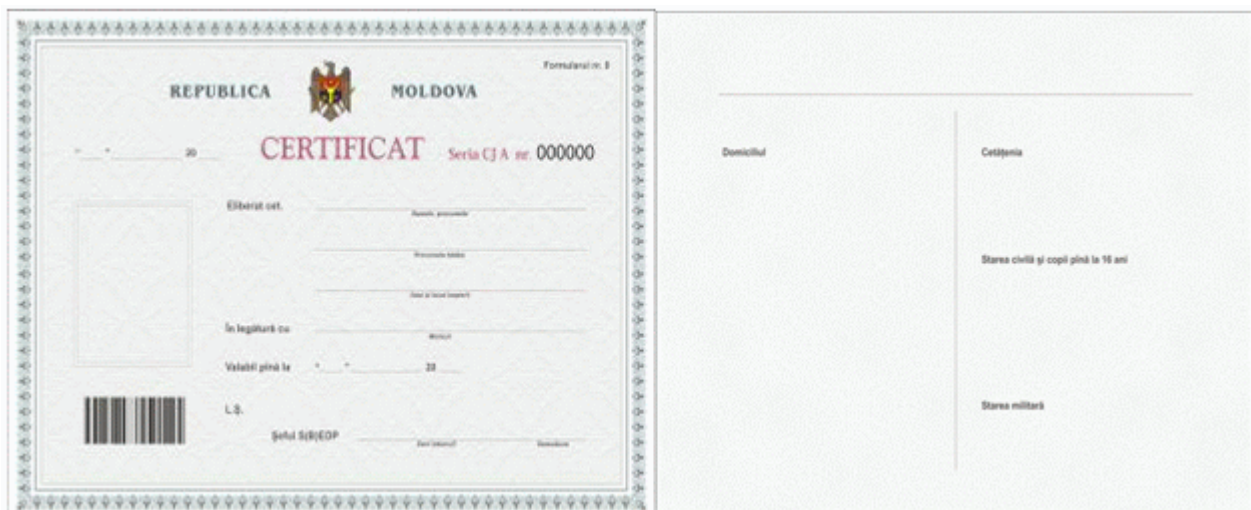 Formularul nr. 9
REPUBLICA MOLDOVA
" " 20
CERTIFICAT Seria CJ A nr. 000000
Eliberat cet.
Numele, prenumele
Prenumele tatălui
Data și locul nașterii
În legătură cu
Motivul
Valabil pînă la " " 20
L.Ș.
Șeful S(B)EDP
Semnătura
Domiciliul
Cetățenia
Starea civilă și copii pînă la 16 ani
Starea militară